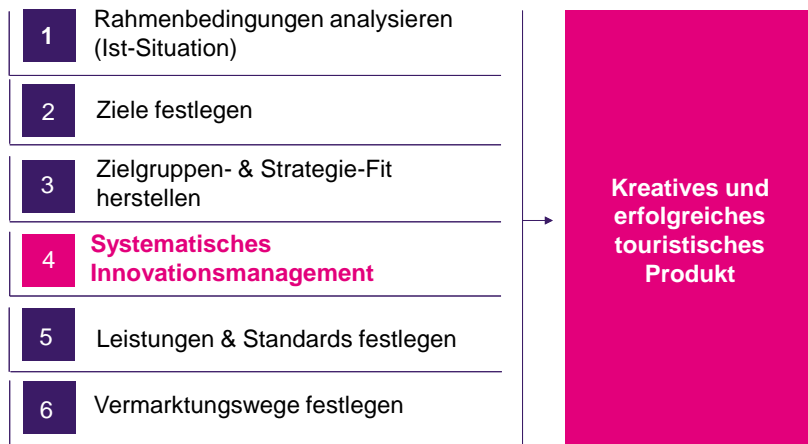 1
Rahmenbedingungen analysieren
(Ist-Situation)
2
Ziele festlegen
3
Zielgruppen- & Strategie-Fit
herstellen
4
Systematisches
Innovationsmanagement
5
Leistungen & Standards festlegen
6
Vermarktungswege festlegen
Kreatives und
erfolgreiches
touristisches
Produkt